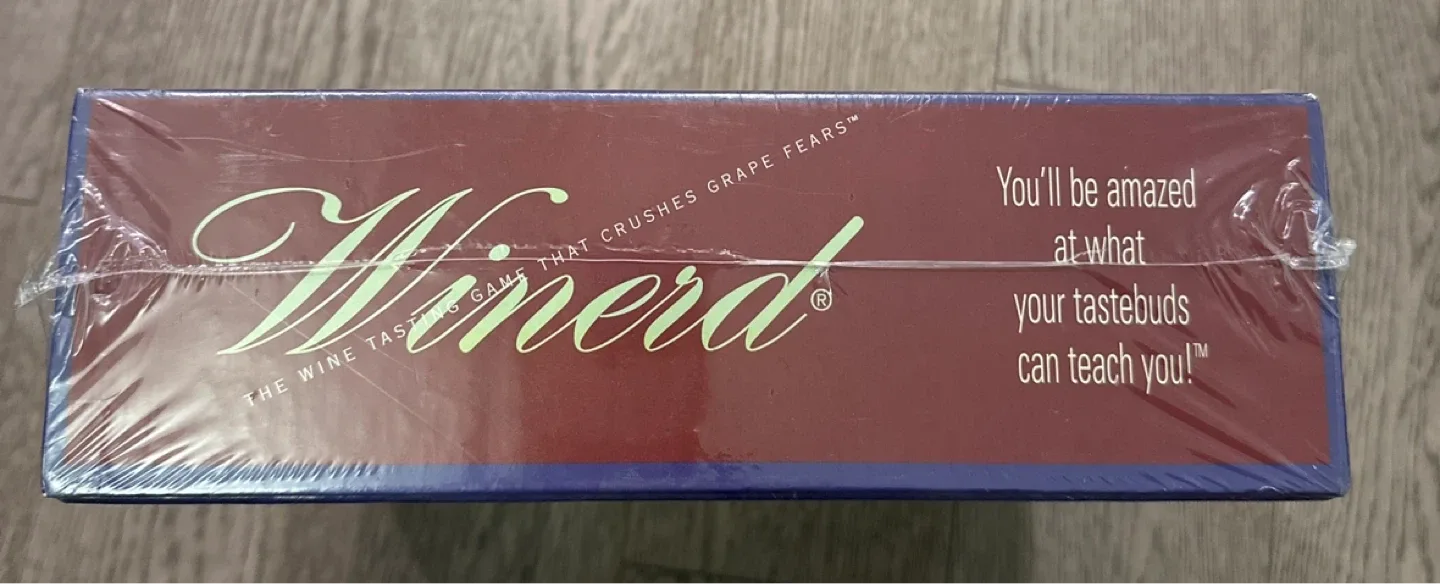 Winerd®
THE WINE TASTING GAME THAT CRUSHES GRAPE FEARS™
You'll be amazed
at what
your tastebuds
can teach you!™